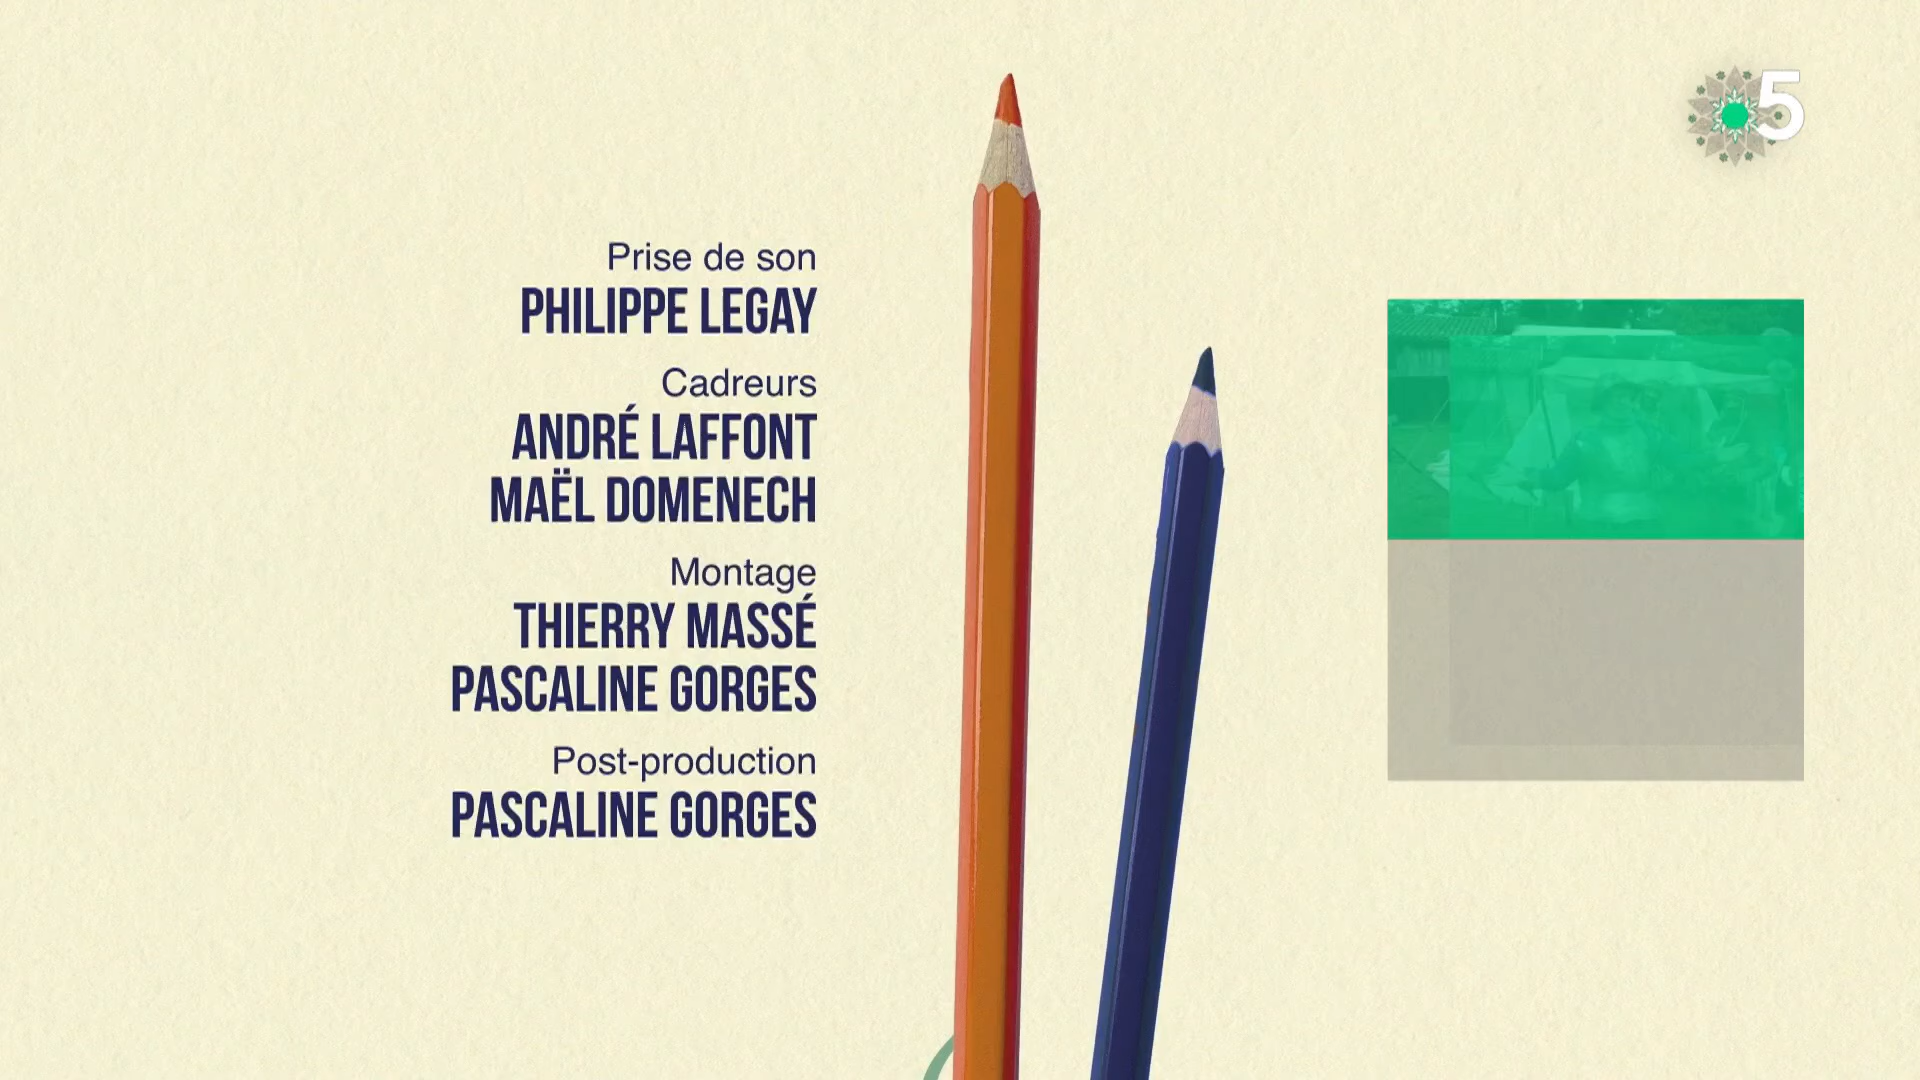 5
Prise de son
PHILIPPE LEGAY
Cadreurs
ANDRÉ LAFFONT
MAËL DOMENECH
Montage
THIERRY MASSÉ
PASCALINE GORGES
Post-production
PASCALINE GORGES